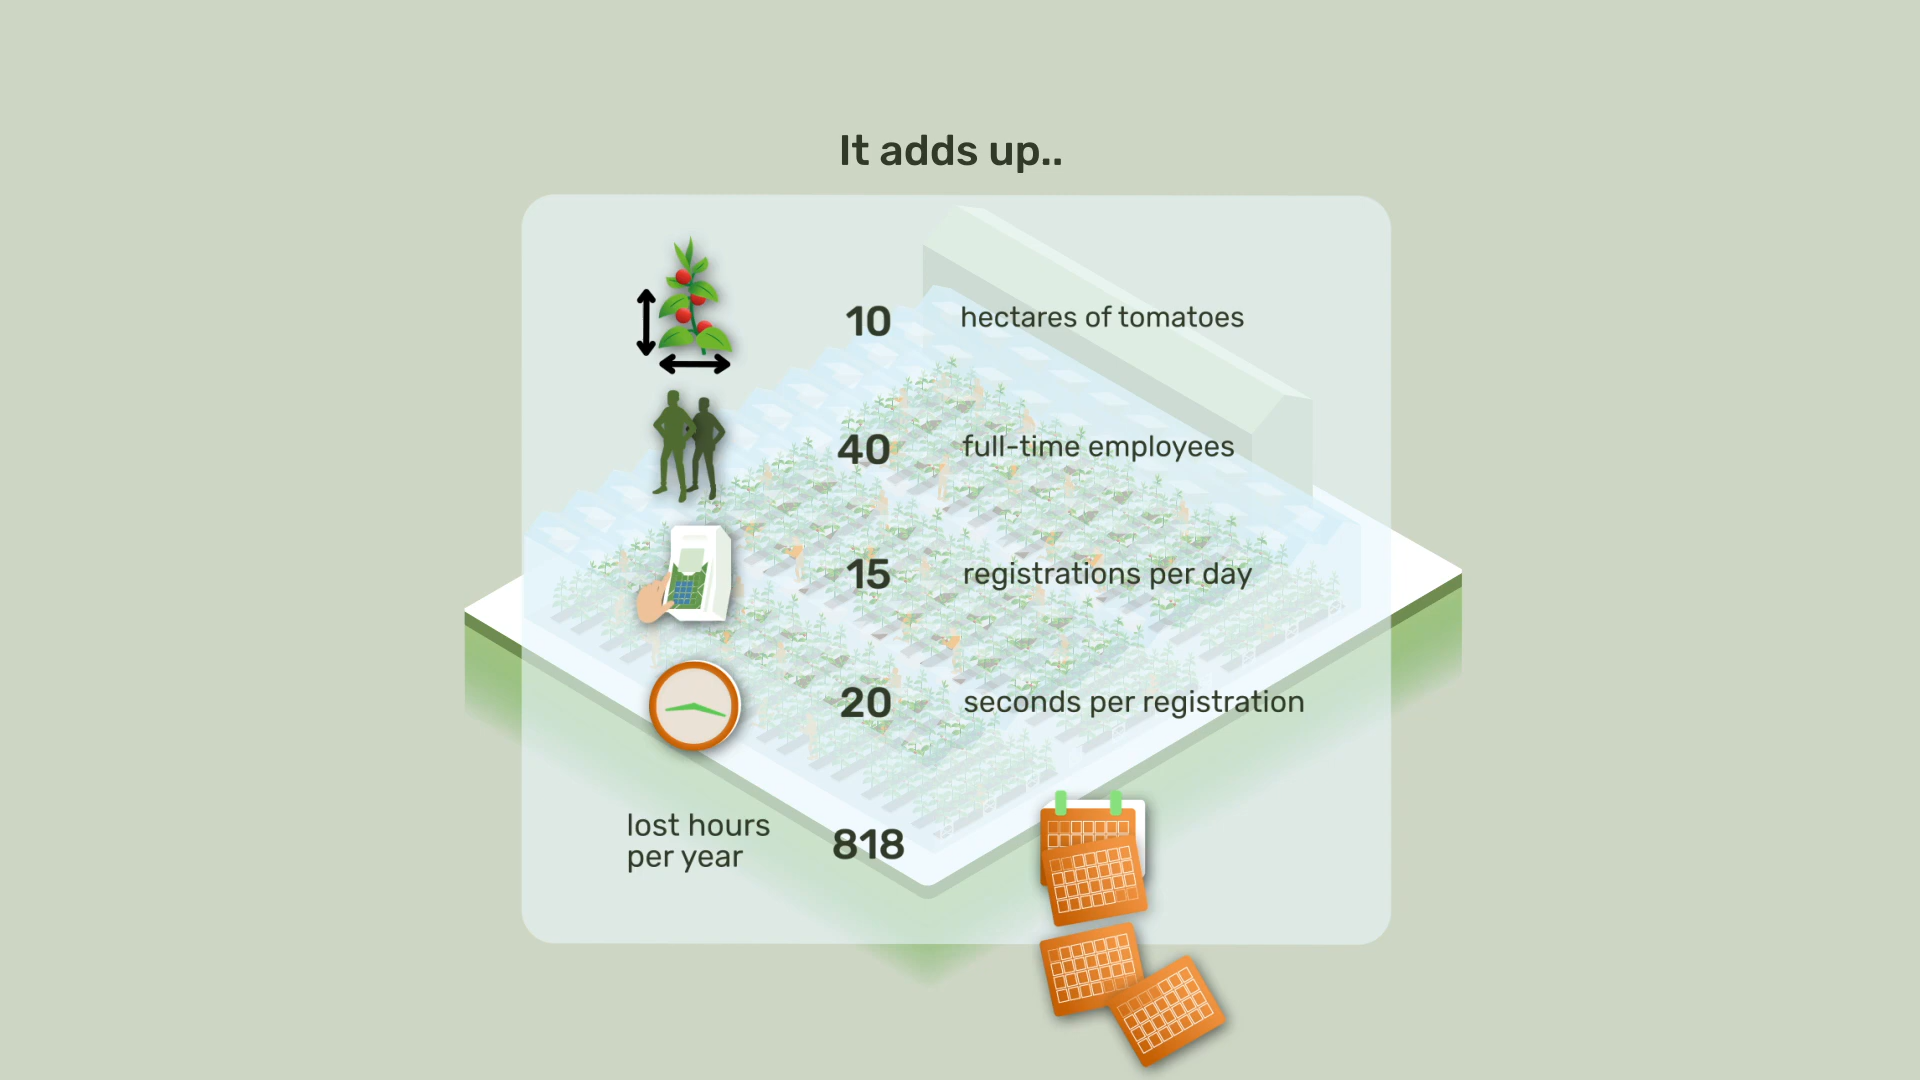 It adds up..
10 hectares of tomatoes
40 full-time employees
15 registrations per day
20 seconds per registration
lost hours
per year
818